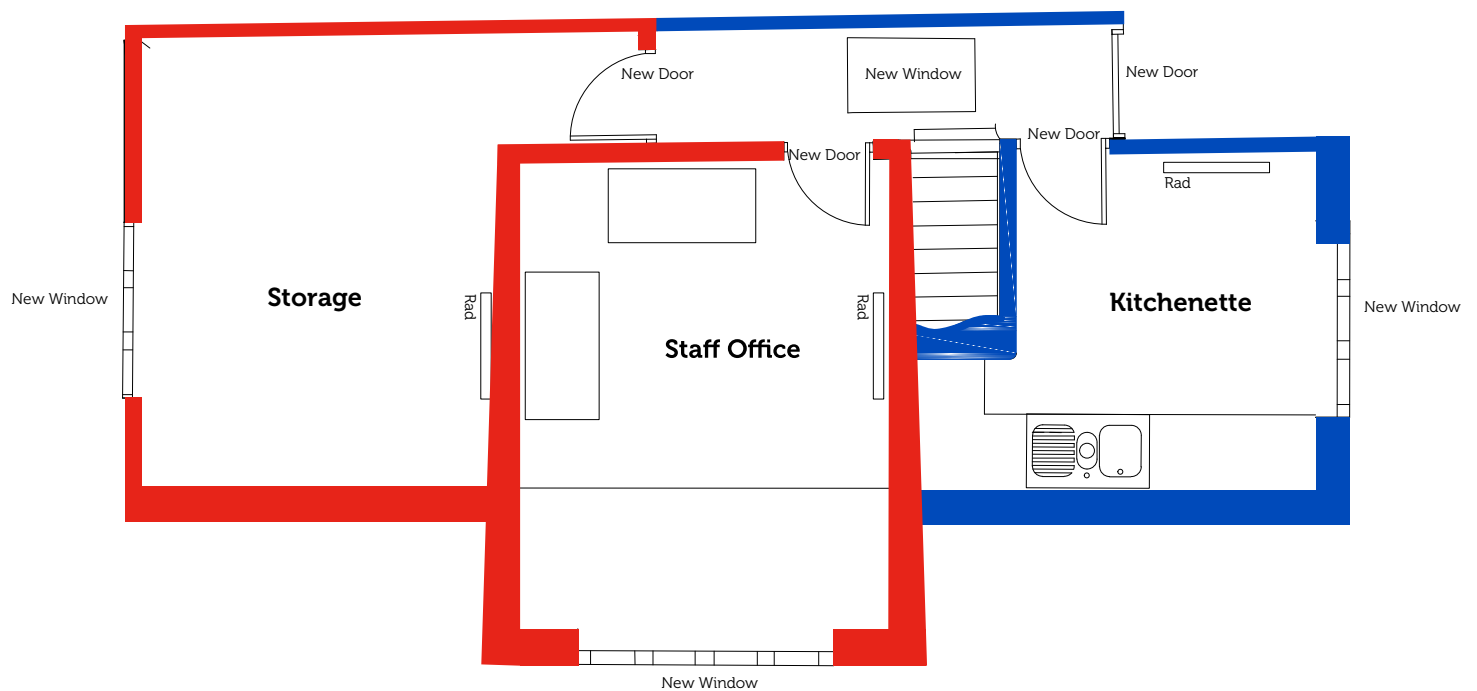 New Door
New Window
New Door
New Door
New Door
Rad
New Window
Storage
Rad
Rad
Kitchenette
New Window
Staff Office
New Window